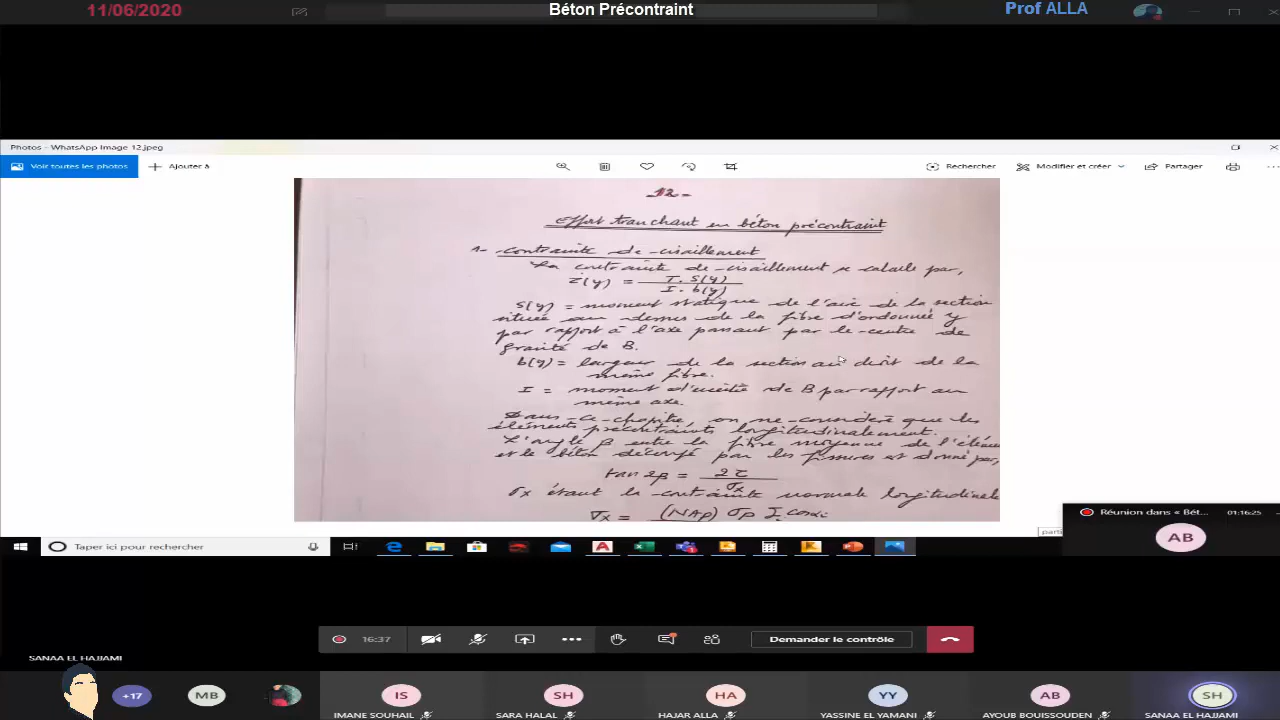 11/06/2020
Béton Précontraint
Prof ALLA
Photos - WhatsApp Image 12.jpeg
Voir toutes les photos
Ajouter à
Rechercher
Modifier et créer
Partager
12-
Effort tranchant en béton précontraint
1- contrainte de cisaillement
La contrainte de cisaillement se calcule par,
τ(y) = T. S(y) / I. b(y)
S(y) = moment statique de l'aire de la section
située au dessus de la fibre d'ordonnée y
par rapport à l'axe passant par le centre de
gravité de B.
b(y) = largeur de la section au droit de la
même fibre.
I = moment d'inertie de B par rapport au
même axe.
Dans ce chapitre, on ne considère que les
éléments précontraints longitudinalement.
L'angle β entre la fibre moyenne de l'élém
et le béton découpé par les fissures est donné par,
tan 2β = 2τ / σx
σx étant la contrainte normale longitudinale
σx =
Réunion dans « Bét...
01:16:25
AB
parti
Taper ici pour rechercher
16:37
Demander le contrôle
SANAA EL HAJJAMI
+17
MB
IS
SH
HA
YY
AB
SH
IMANE SOUHAIL
SARA HALAL
HAJAR ALLA
YASSINE EL YAMANI
AYOUB BOUISSOUDEN
SANAA EL HAJJAMI